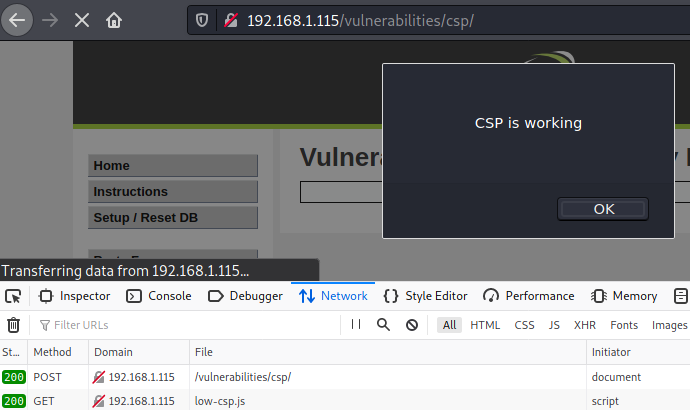 192.168.1.115/vulnerabilities/csp/
CSP is working
OK
Vulnera
Home
Instructions
Setup / Reset DB
Transferring data from 192.168.1.115...
Inspector Console Debugger Network Style Editor Performance Memory
Filter URLs All HTML CSS JS XHR Fonts Images
St... Method Domain File Initiator
200 POST 192.168.1.115 /vulnerabilities/csp/ document
200 GET 192.168.1.115 low-csp.js script